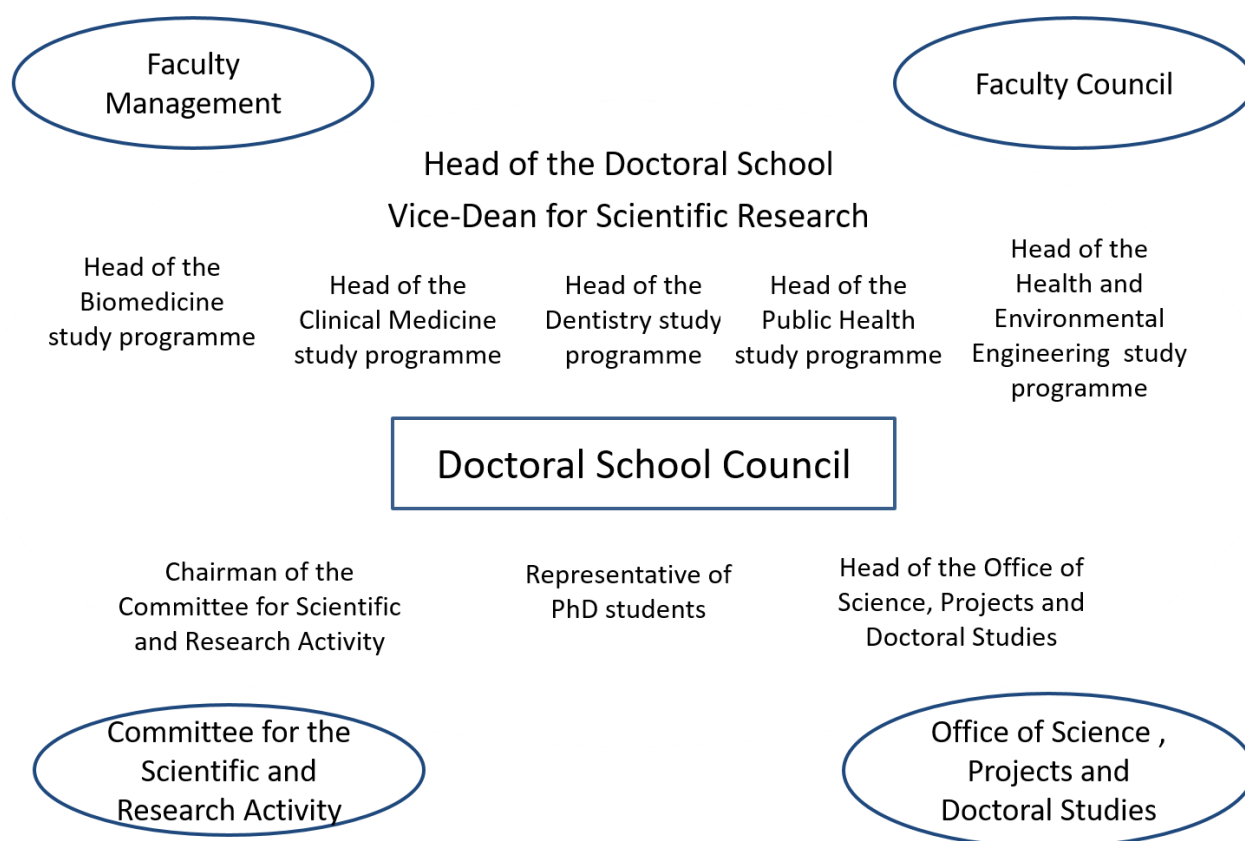 Faculty
Management
Faculty Council
Head of the Doctoral School
Vice-Dean for Scientific Research
Head of the
Biomedicine
study programme
Head of the
Clinical Medicine
study programme
Head of the
Dentistry study
programme
Head of the
Public Health
study programme
Head of the
Health and
Environmental
Engineering study
programme
Doctoral School Council
Chairman of the
Committee for Scientific
and Research Activity
Representative of
PhD students
Head of the Office of
Science, Projects and
Doctoral Studies
Committee for the
Scientific and
Research Activity
Office of Science ,
Projects and
Doctoral Studies